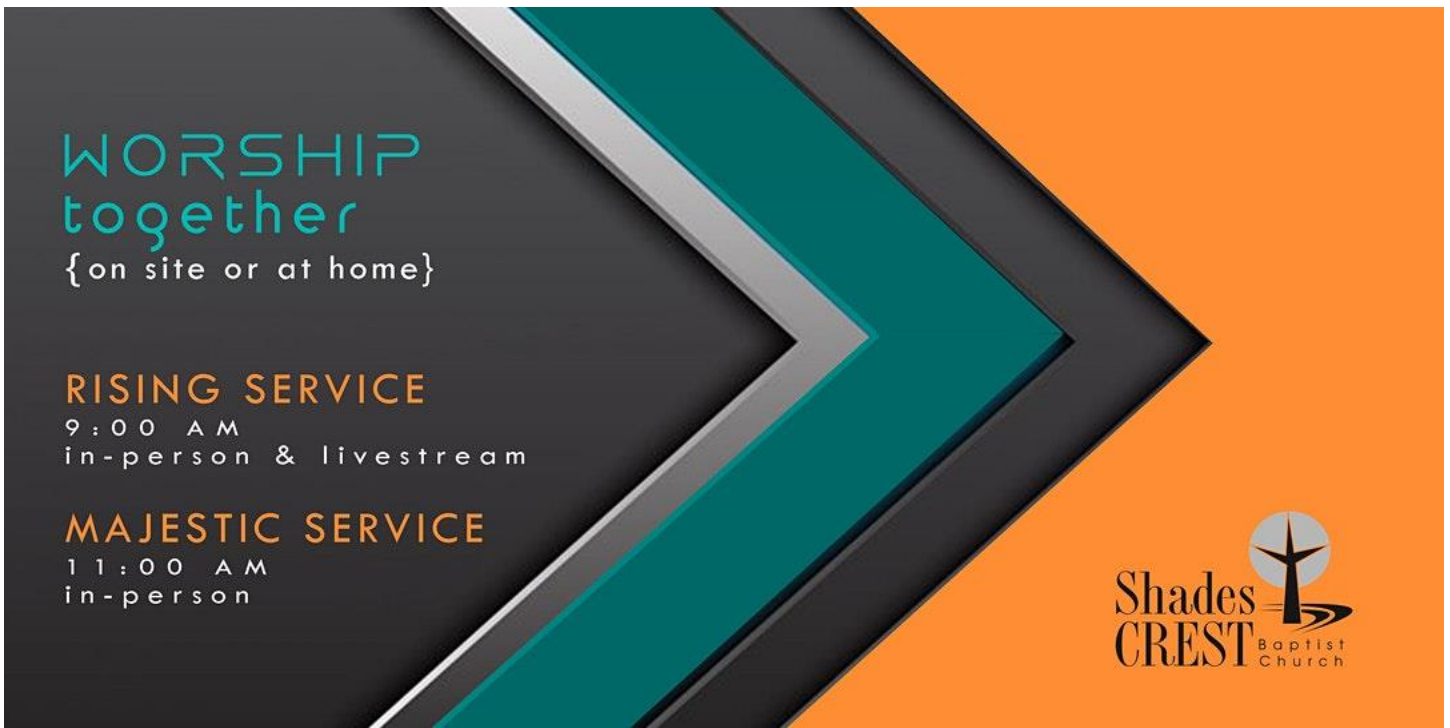 WORSHIP
together
{on site or at home}
RISING SERVICE
9:00 AM
in-person & livestream
MAJESTIC SERVICE
11:00 AM
in-person
Shades
CREST Baptist
Church